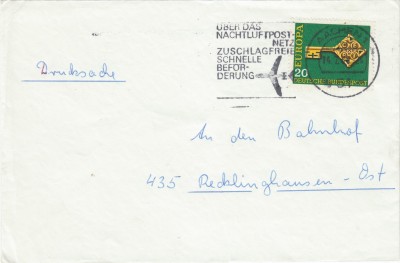 ÜBER DAS
NACHTLUFTPOST-
NETZ
ZUSCHLAGFREIE
SCHNELLE
BEFÖR-
DERUNG
EUROPA
20
DEUTSCHE BUNDESPOST
Drucksache
An den Bahnhof
435 Recklinghausen-Ost